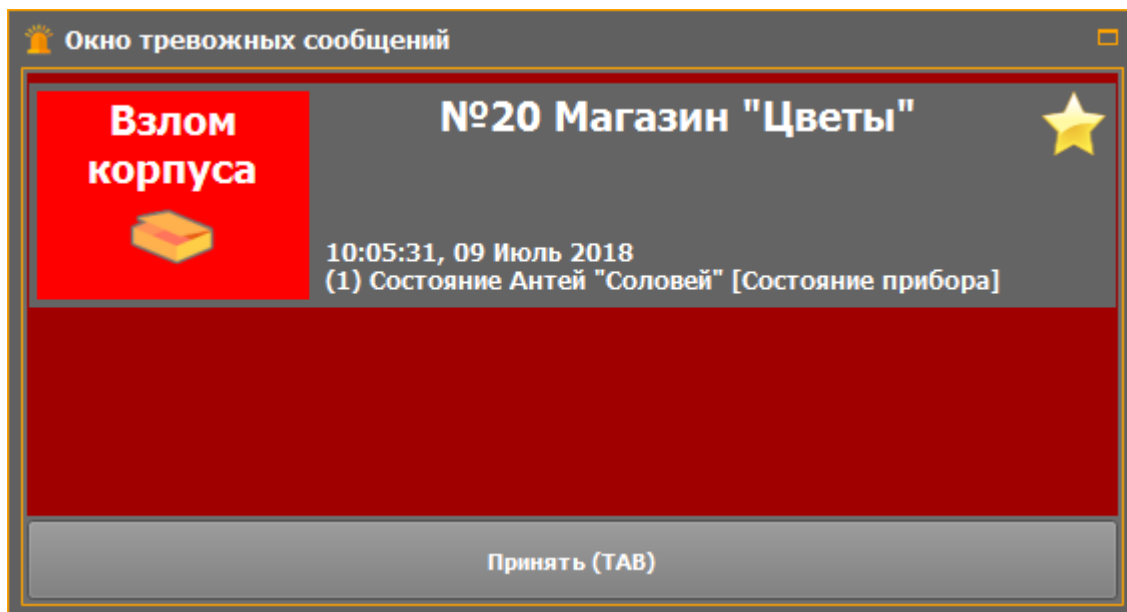 Окно тревожных сообщений
Взлом
корпуса
№20 Магазин "Цветы"
10:05:31, 09 Июль 2018
(1) Состояние Антей "Соловей" [Состояние прибора]
Принять (TAB)